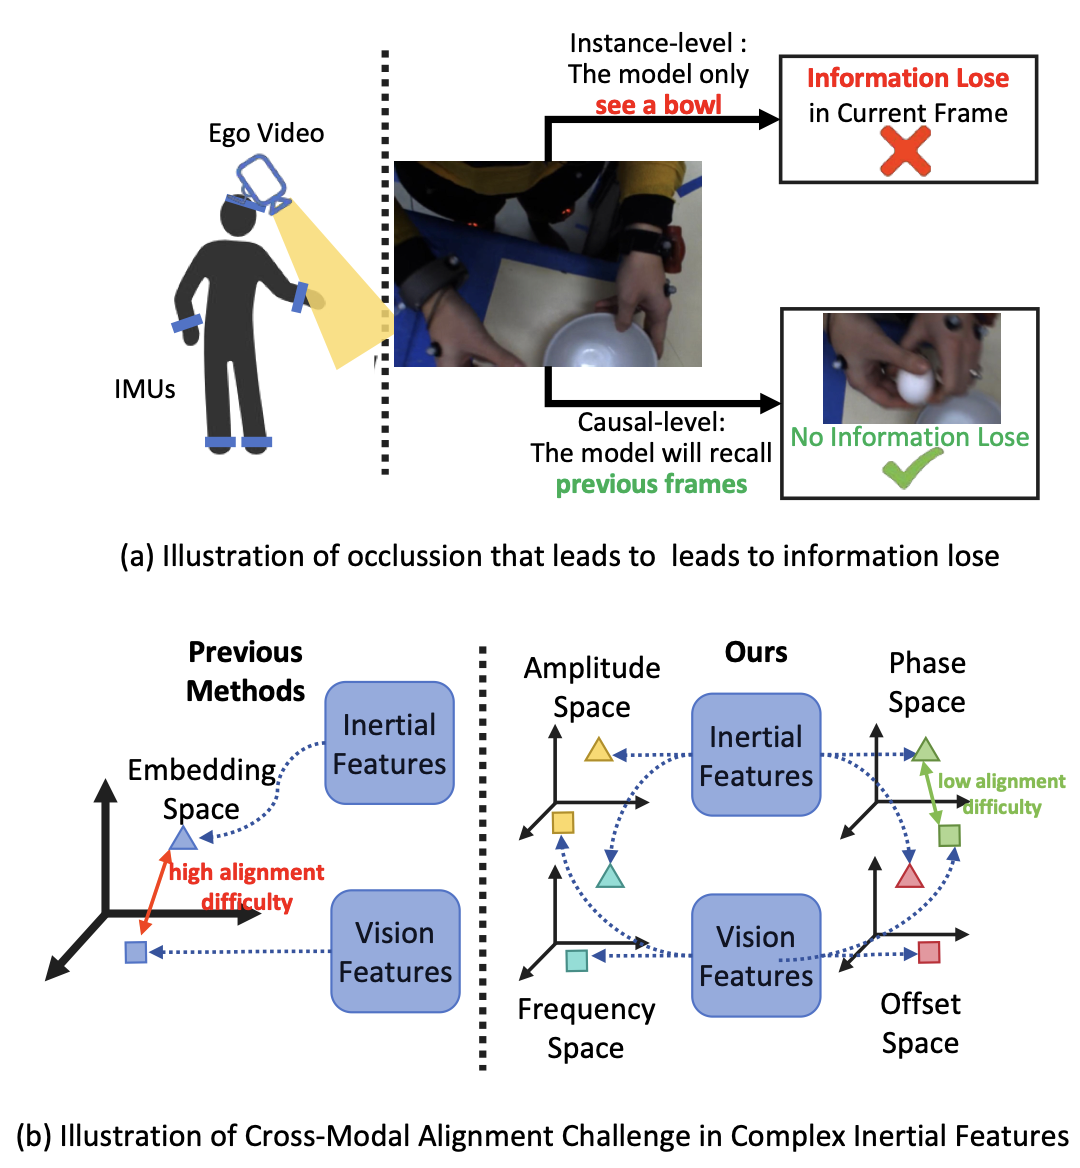 Instance-level :
The model only
see a bowl
Information Lose
in Current Frame
Ego Video
IMUs
Causal-level:
The model will recall
previous frames
No Information Lose
(a) Illustration of occlussion that leads to  leads to information lose
Previous
Methods
Inertial
Features
Embedding
Space
high alignment
difficulty
Vision
Features
Ours
Amplitude
Space
Inertial
Features
Phase
Space
low alignment
difficulty
Vision
Features
Frequency
Space
Offset
Space
(b) Illustration of Cross-Modal Alignment Challenge in Complex Inertial Features